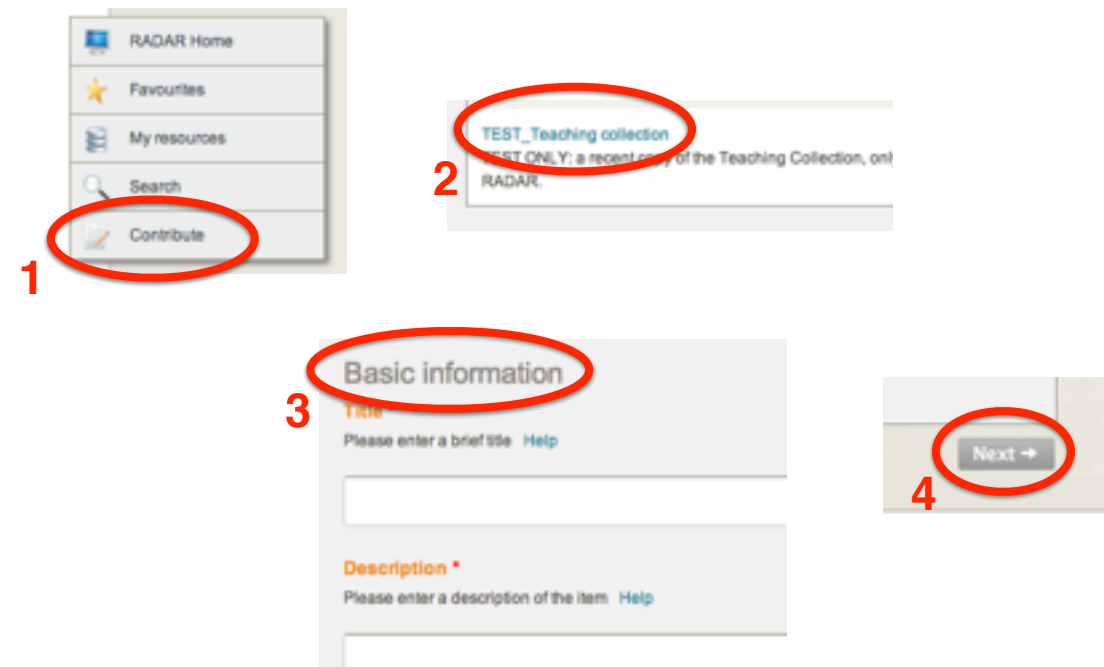 RADAR Home
Favourites
My resources
Search
Contribute
1
TEST_Teaching collection
TEST ONLY: a recent copy of the Teaching Collection, onl
RADAR.
2
Basic information
3
Title *
Please enter a brief title Help
Description *
Please enter a description of the item Help
Next →
4